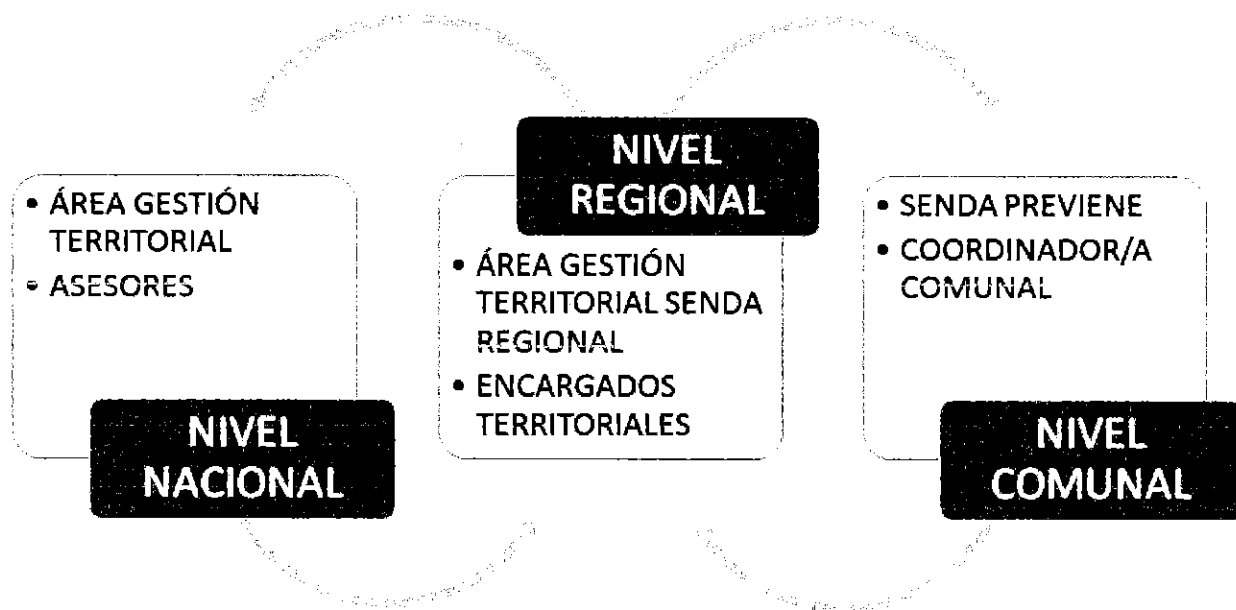 • ÁREA GESTIÓN
TERRITORIAL
• ASESORES
NIVEL
NACIONAL
NIVEL
REGIONAL
• ÁREA GESTIÓN
TERRITORIAL SENDA
REGIONAL
• ENCARGADOS
TERRITORIALES
• SENDA PREVIENE
• COORDINADOR/A
COMUNAL
NIVEL
COMUNAL